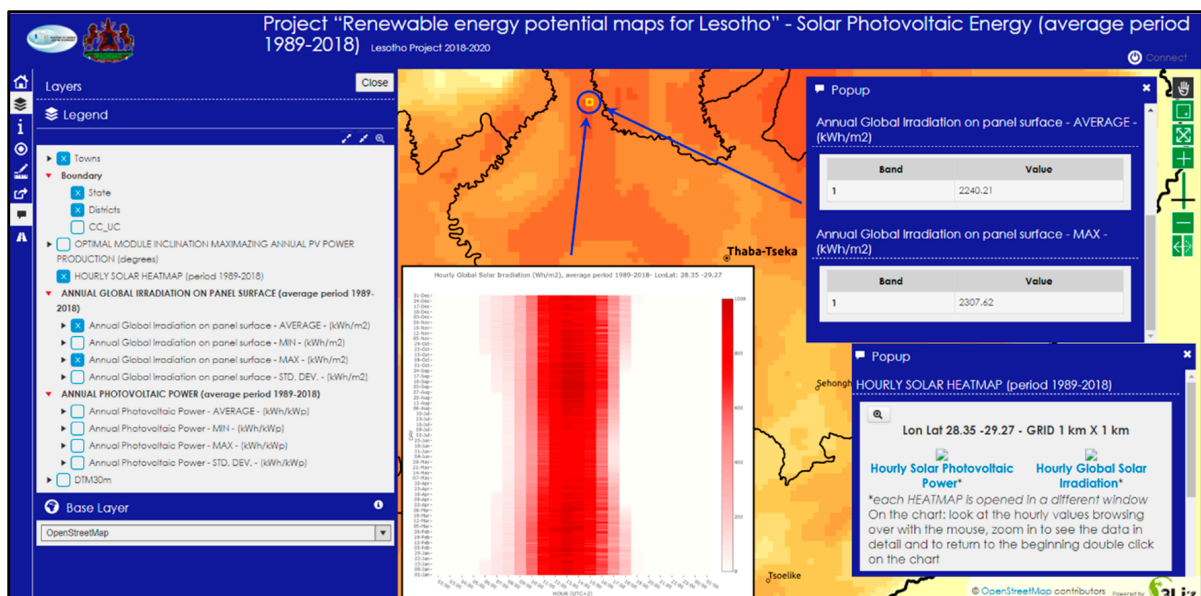 Project “Renewable energy potential maps for Lesotho” - Solar Photovoltaic Energy (average period
1989-2018) Lesotho Project 2018-2020
Connect
Layers
Close
Legend
Towns
Boundary
State
Districts
CC_UC
OPTIMAL MODULE INCLINATION MAXIMAZING ANNUAL PV POWER
PRODUCTION (degrees)
HOURLY SOLAR HEATMAP (period 1989-2018)
ANNUAL GLOBAL IRRADIATION ON PANEL SURFACE (average period 1989-
2018)
Annual Global Irradiation on panel surface - AVERAGE - (kWh/m2)
Annual Global Irradiation on panel surface - MIN - (kWh/m2)
Annual Global Irradiation on panel surface - MAX - (kWh/m2)
Annual Global Irradiation on panel surface - STD. DEV. - (kWh/m2)
ANNUAL PHOTOVOLTAIC POWER (average period 1989-2018)
Annual Photovoltaic Power - AVERAGE - (kWh/kWp)
Annual Photovoltaic Power - MIN - (kWh/kWp)
Annual Photovoltaic Power - MAX - (kWh/kWp)
Annual Photovoltaic Power - STD. DEV. - (kWh/kWp)
DTM30m
Base Layer
OpenStreetMap
Thaba-Tseka
Sehongh
Tsoelike
Hourly Global Solar Irradiation (Wh/m2), average period 1989-2018- LonLat: 28.35 -29.27
DAY
HOUR (UTC+2)
1000
800
600
400
200
0
Popup
Annual Global Irradiation on panel surface - AVERAGE -
(kWh/m2)
Band Value
1 2240.21
Annual Global Irradiation on panel surface - MAX -
(kWh/m2)
Band Value
1 2307.62
Popup
HOURLY SOLAR HEATMAP (period 1989-2018)
Lon Lat 28.35 -29.27 - GRID 1 km X 1 km
Hourly Solar Photovoltaic Hourly Global Solar
Power* Irradiation*
*each HEATMAP is opened in a different window
On the chart: look at the hourly values browsing
over with the mouse, zoom in to see the data in
detail and to return to the beginning double click
on the chart
© OpenStreetMap contributors Powered by 3Liz